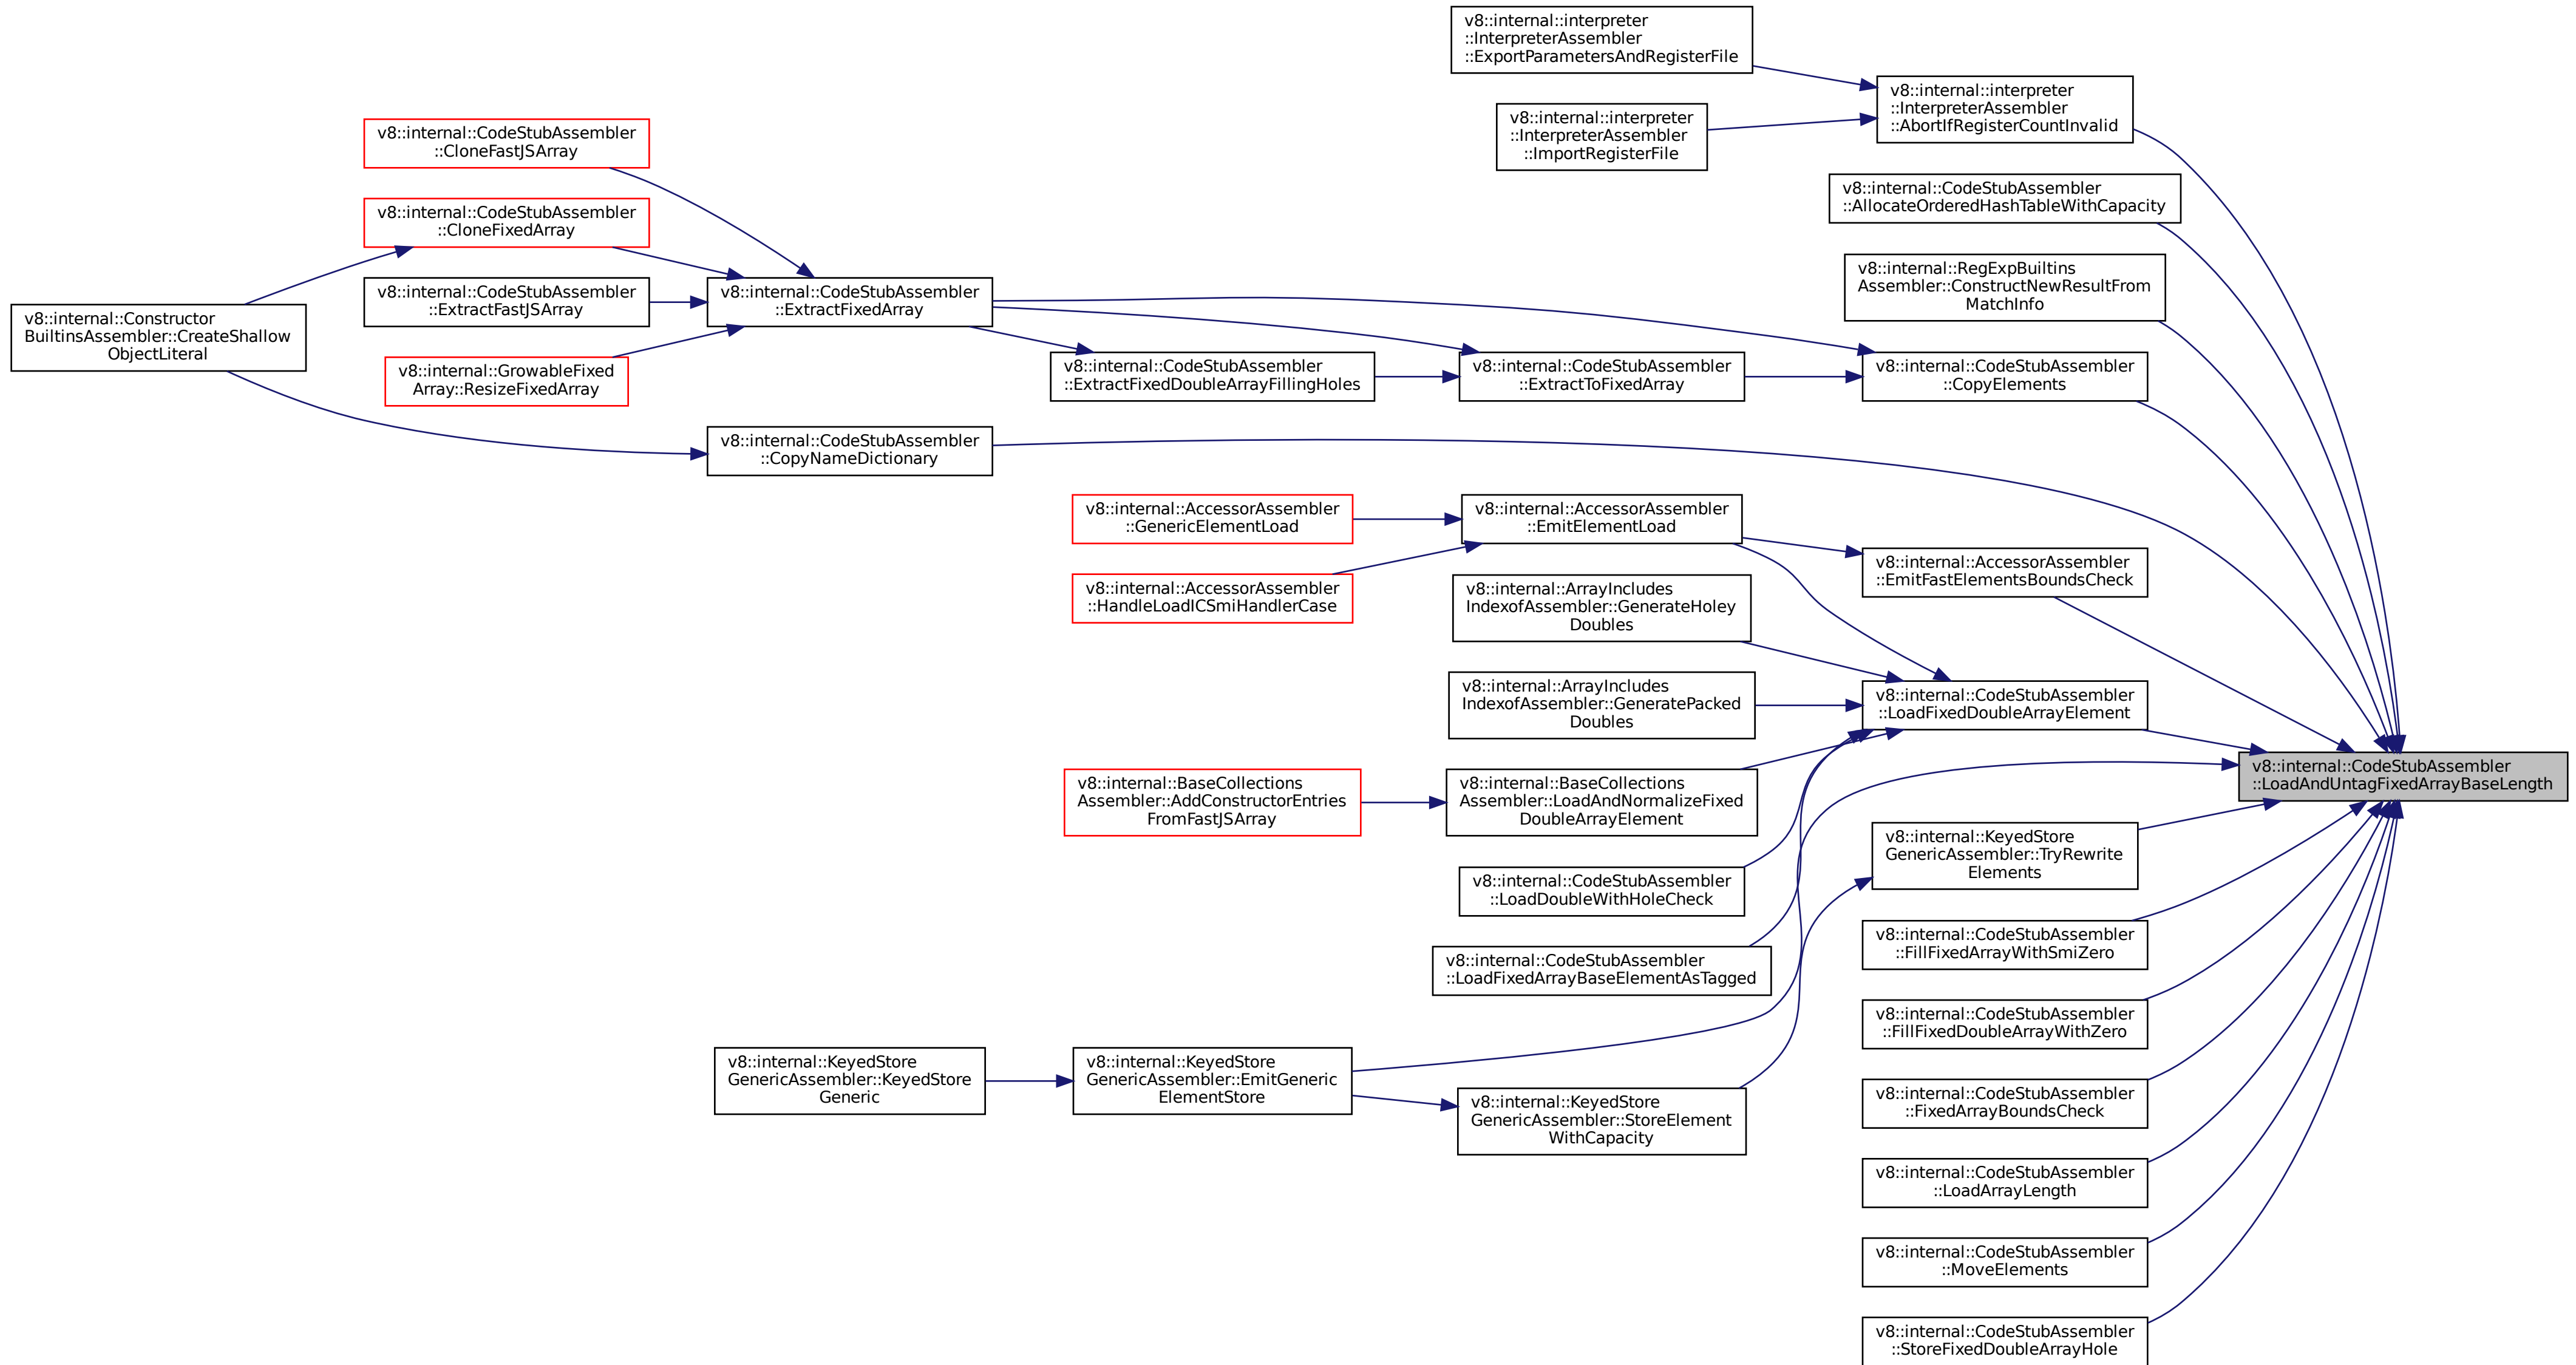 v8::internal::interpreter
::InterpreterAssembler
::ExportParametersAndRegisterFile
v8::internal::interpreter
::InterpreterAssembler
::AbortIfRegisterCountInvalid
v8::internal::interpreter
::InterpreterAssembler
::ImportRegisterFile
v8::internal::CodeStubAssembler
::CloneFastJSArray
v8::internal::CodeStubAssembler
::AllocateOrderedHashTableWithCapacity
v8::internal::CodeStubAssembler
::CloneFixedArray
v8::internal::RegExpBuiltins
Assembler::ConstructNewResultFrom
MatchInfo
v8::internal::CodeStubAssembler
::ExtractFastJSArray
v8::internal::CodeStubAssembler
::ExtractFixedArray
v8::internal::Constructor
BuiltinsAssembler::CreateShallow
ObjectLiteral
v8::internal::GrowableFixed
Array::ResizeFixedArray
v8::internal::CodeStubAssembler
::ExtractFixedDoubleArrayFillingHoles
v8::internal::CodeStubAssembler
::ExtractToFixedArray
v8::internal::CodeStubAssembler
::CopyElements
v8::internal::CodeStubAssembler
::CopyNameDictionary
v8::internal::AccessorAssembler
::GenericElementLoad
v8::internal::AccessorAssembler
::EmitElementLoad
v8::internal::AccessorAssembler
::EmitFastElementsBoundsCheck
v8::internal::AccessorAssembler
::HandleLoadICSmiHandlerCase
v8::internal::ArrayIncludes
IndexofAssembler::GenerateHoley
Doubles
v8::internal::ArrayIncludes
IndexofAssembler::GeneratePacked
Doubles
v8::internal::CodeStubAssembler
::LoadFixedDoubleArrayElement
v8::internal::CodeStubAssembler
::LoadAndUntagFixedArrayBaseLength
v8::internal::BaseCollections
Assembler::AddConstructorEntries
FromFastJSArray
v8::internal::BaseCollections
Assembler::LoadAndNormalizeFixed
DoubleArrayElement
v8::internal::KeyedStore
GenericAssembler::TryRewrite
Elements
v8::internal::CodeStubAssembler
::LoadDoubleWithHoleCheck
v8::internal::CodeStubAssembler
::FillFixedArrayWithSmiZero
v8::internal::CodeStubAssembler
::LoadFixedArrayBaseElementAsTagged
v8::internal::CodeStubAssembler
::FillFixedDoubleArrayWithZero
v8::internal::KeyedStore
GenericAssembler::KeyedStore
Generic
v8::internal::KeyedStore
GenericAssembler::EmitGeneric
ElementStore
v8::internal::KeyedStore
GenericAssembler::StoreElement
WithCapacity
v8::internal::CodeStubAssembler
::FixedArrayBoundsCheck
v8::internal::CodeStubAssembler
::LoadArrayLength
v8::internal::CodeStubAssembler
::MoveElements
v8::internal::CodeStubAssembler
::StoreFixedDoubleArrayHole